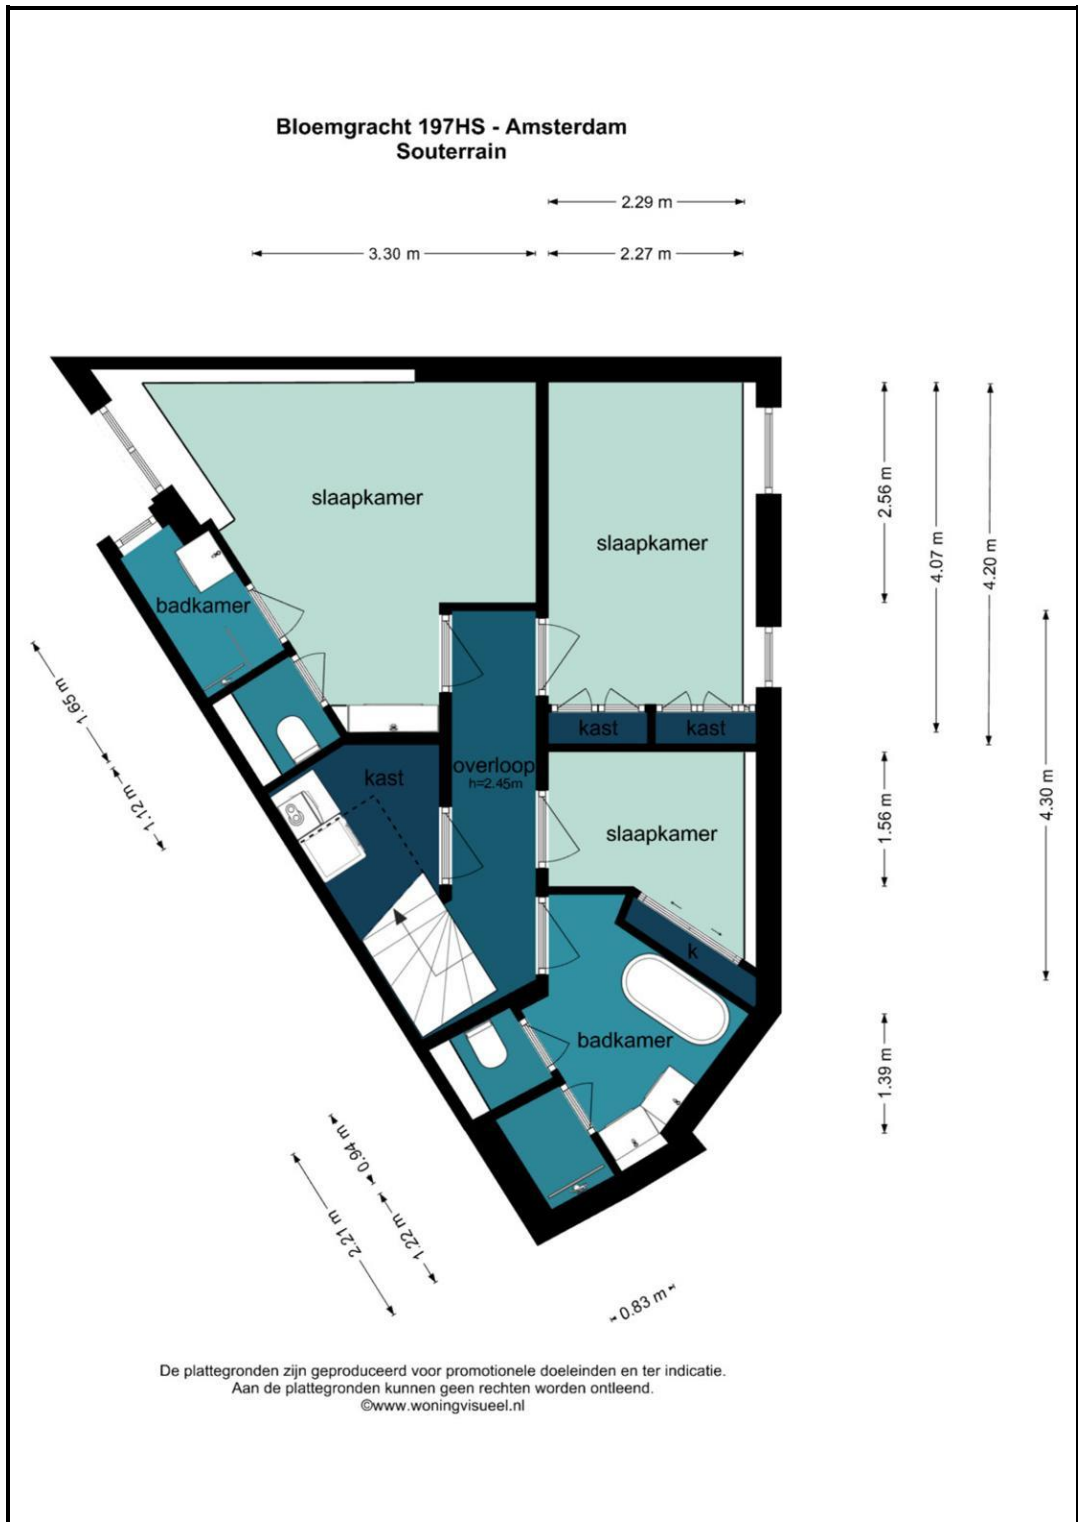 Bloemgracht 197HS - Amsterdam
Souterrain
2.29 m
3.30 m
2.27 m
slaapkamer
slaapkamer
badkamer
kast
kast
overloop
h=2.45m
kast
slaapkamer
k
badkamer
2.56 m
4.07 m
4.20 m
1.56 m
4.30 m
1.39 m
1.65 m
1.12 m
0.94 m
2.21 m
1.22 m
0.83 m
De plattegronden zijn geproduceerd voor promotionele doeleinden en ter indicatie.
Aan de plattegronden kunnen geen rechten worden ontleend.
©www.woningvisueel.nl